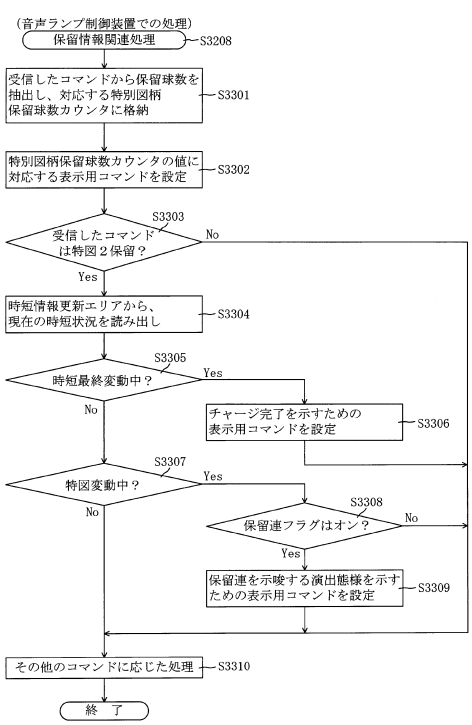 (音声ランプ制御装置での処理)
保留情報関連処理
S3208
受信したコマンドから保留球数を
抽出し、対応する特別図柄
保留球数カウンタに格納
S3301
特別図柄保留球数カウンタの値に
対応する表示用コマンドを設定
S3302
S3303
受信したコマンド
は特図2保留?
No
Yes
時短情報更新エリアから、
現在の時短状況を読み出し
S3304
S3305
時短最終変動中?
Yes
No
チャージ完了を示すための
表示用コマンドを設定
S3306
S3307
特図変動中?
Yes
No
S3308
保留連フラグはオン?
No
Yes
保留連を示唆する演出態様を示す
ための表示用コマンドを設定
S3309
その他のコマンドに応じた処理
S3310
終 了